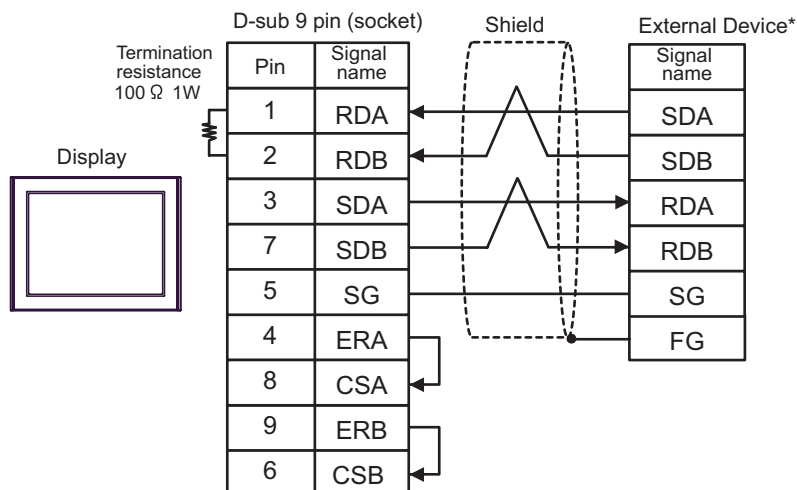 D-sub 9 pin (socket)
Shield
External Device*
Termination
resistance
100 Ω 1W
Display
Pin
Signal
name
1
RDA
2
RDB
3
SDA
7
SDB
5
SG
4
ERA
8
CSA
9
ERB
6
CSB
Signal
name
SDA
SDB
RDA
RDB
SG
FG